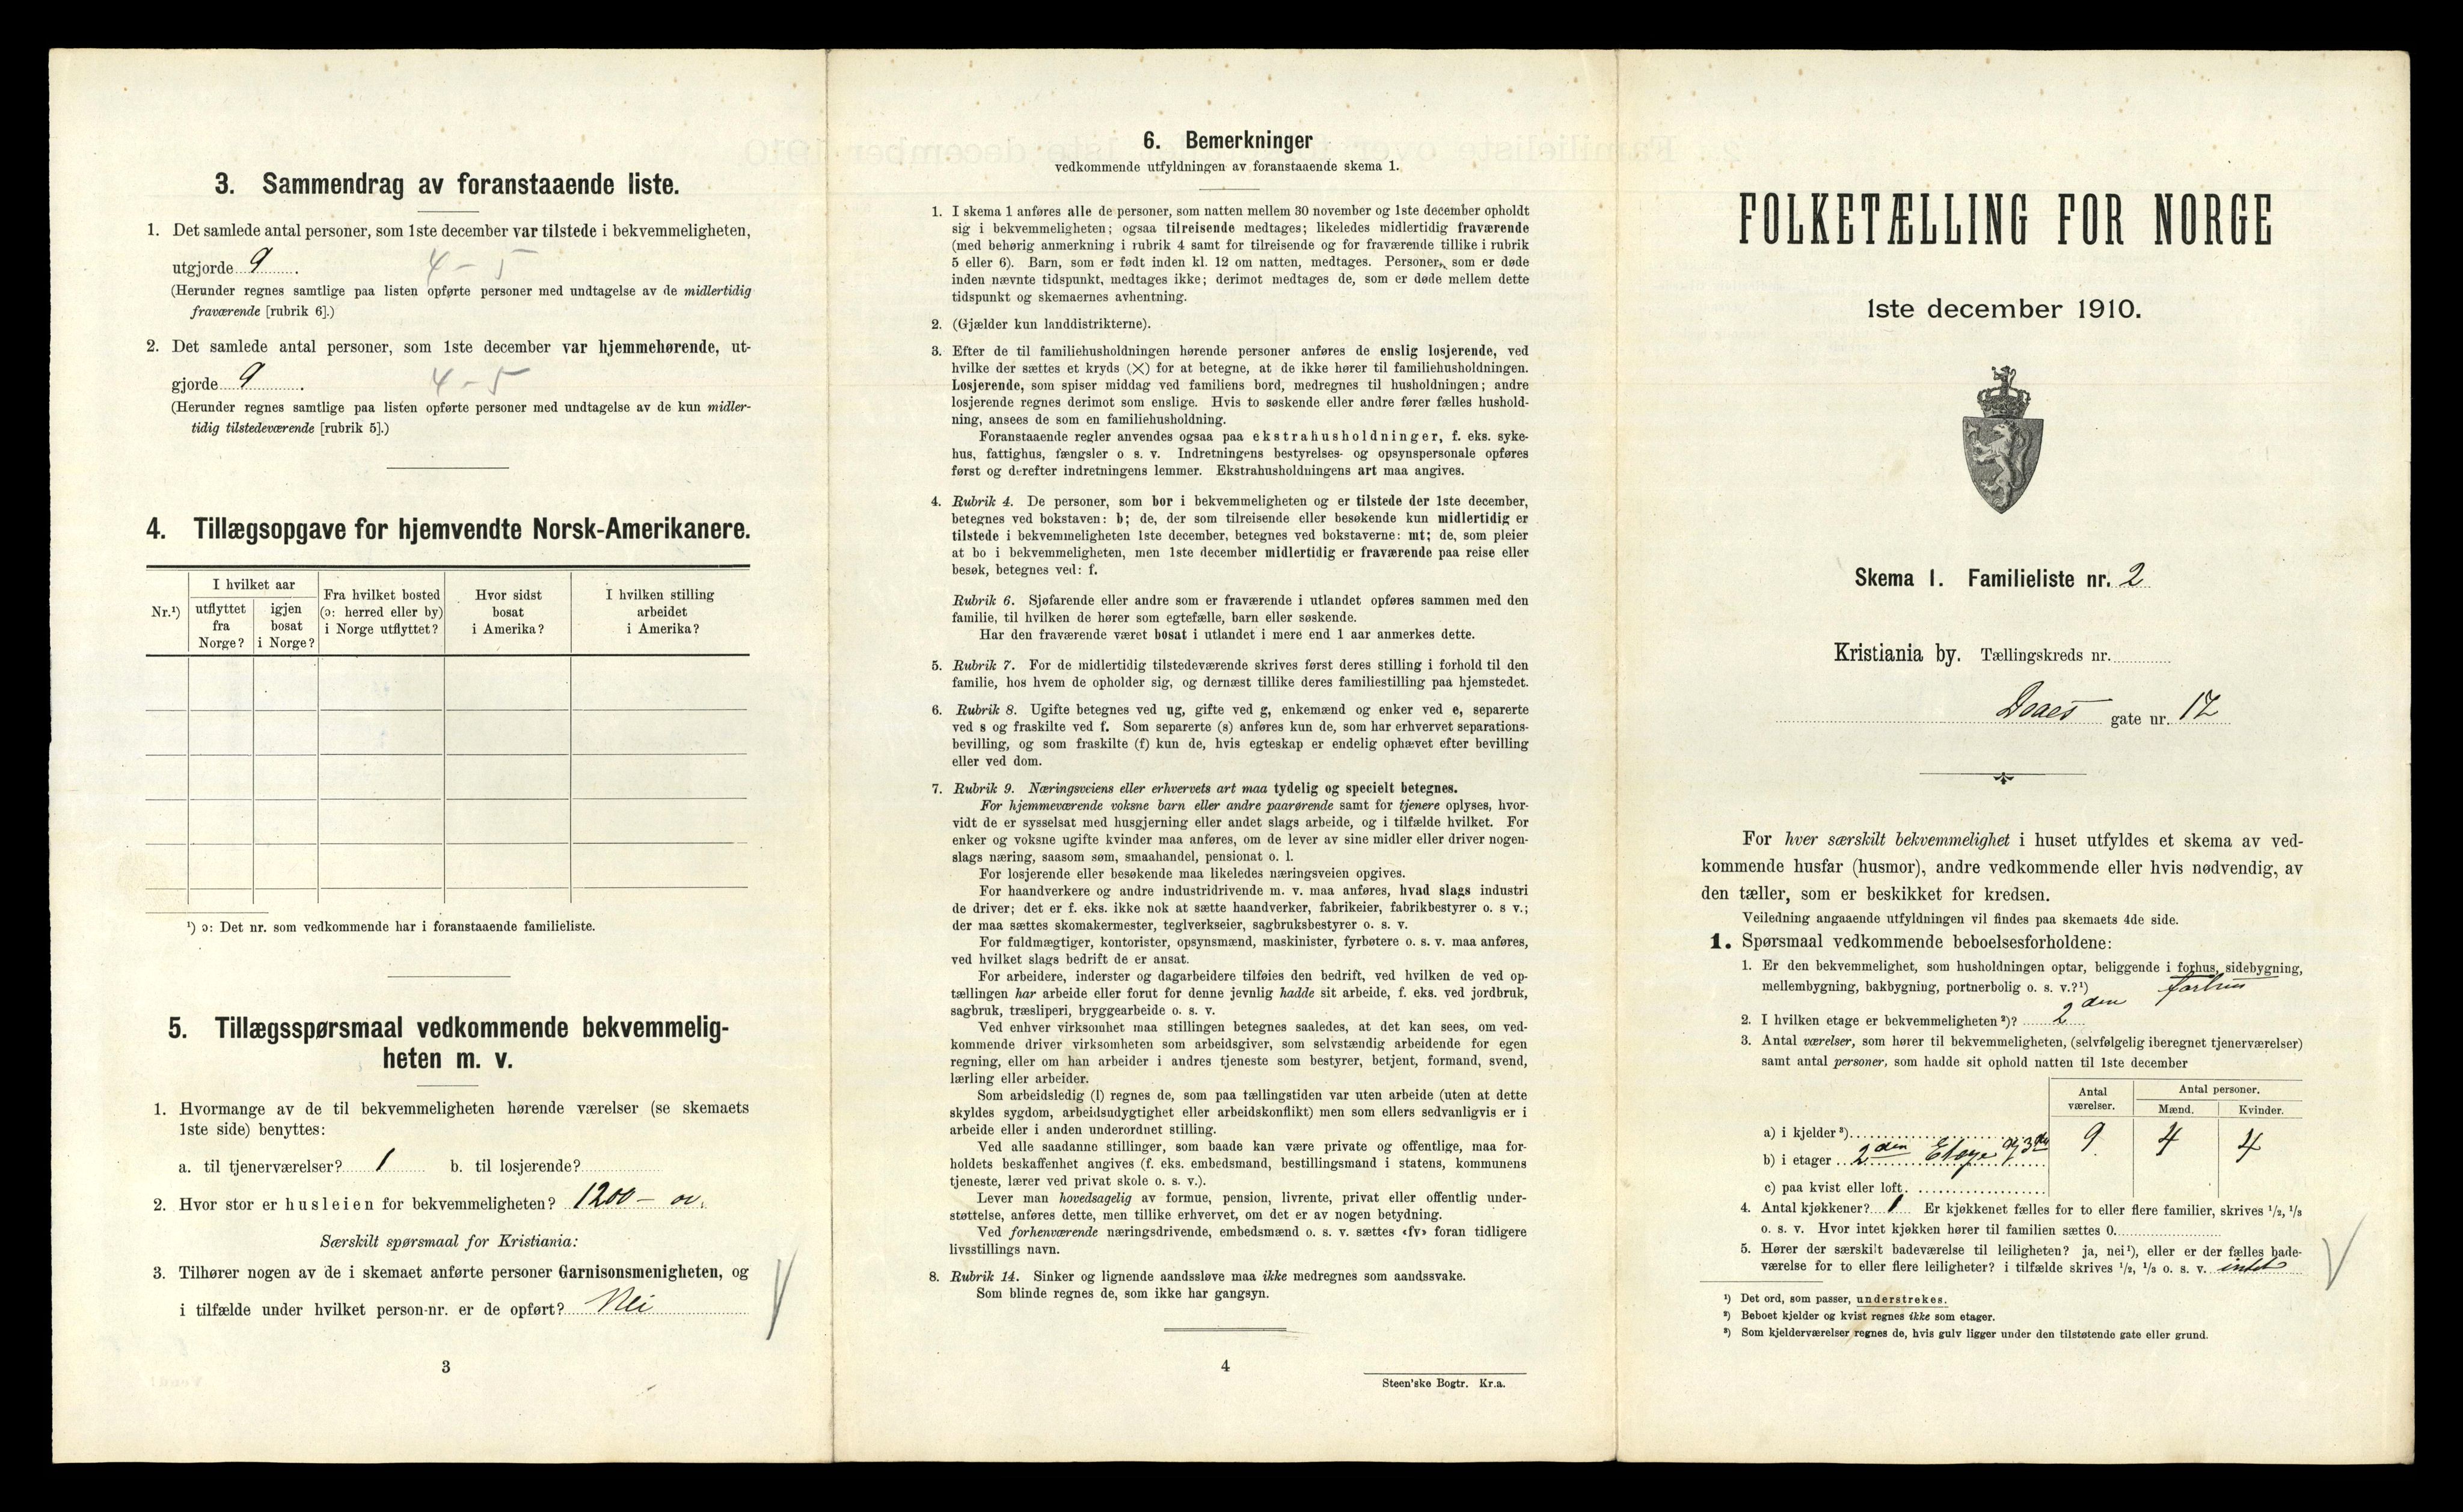 3. Sammendrag av foranstaaende liste.
1. Det samlede antal personer, som 1ste december var tilstede i bekvemmeligheten,
utgjorde 9.
4 - 5
(Herunder regnes samtlige paa listen opførte personer med undtagelse av de midlertidig
fraværende [rubrik 6].)
2. Det samlede antal personer, som 1ste december var hjemmehørende, ut-
gjorde 9.
4 - 5
(Herunder regnes samtlige paa listen opførte personer med undtagelse av de kun midler-
tidig tilstedeværende [rubrik 5].)
4. Tillægsopgave for hjemvendte Norsk-Amerikanere.
Nr.¹)
I hvilket aar
utflyttet
fra
Norge?
igjen
bosat
i Norge?
Fra hvilket bosted
(ɔ: herred eller by)
i Norge utflyttet?
Hvor sidst
bosat
i Amerika?
I hvilken stilling
arbeidet
i Amerika?
¹) ɔ: Det nr. som vedkommende har i foranstaaende familieliste.
5. Tillægsspørsmaal vedkommende bekvemmelig-
heten m. v.
1. Hvormange av de til bekvemmeligheten hørende værelser (se skemaets
1ste side) benyttes:
a. til tjenerværelser? 1 b. til losjerende?
2. Hvor stor er husleien for bekvemmeligheten? 1200 —
Særskilt spørsmaal for Kristiania:
3. Tilhører nogen av de i skemaet anførte personer Garnisonsmenigheten, og
i tilfælde under hvilket person-nr. er de opført? Nei
3
6. Bemerkninger
vedkommende utfyldningen av foranstaaende skema 1.
1. I skema 1 anføres alle de personer, som natten mellem 30 november og 1ste december opholdt
sig i bekvemmeligheten; ogsaa tilreisende medtages; likeledes midlertidig fraværende
(med behørig anmerkning i rubrik 4 samt for tilreisende og for fraværende tillike i rubrik
5 eller 6). Barn, som er født inden kl. 12 om natten, medtages. Personer, som er døde
inden nævnte tidspunkt, medtages ikke; derimot medtages de, som er døde mellem dette
tidspunkt og skemaernes avhentning.
2. (Gjælder kun landdistrikterne).
3. Efter de til familiehusholdningen hørende personer anføres de enslig losjerende, ved
hvilke der sættes et kryds (×) for at betegne, at de ikke hører til familiehusholdningen.
Losjerende, som spiser middag ved familiens bord, medregnes til husholdningen; andre
losjerende regnes derimot som enslige. Hvis to søskende eller andre fører fælles hushold-
ning, ansees de som en familiehusholdning.
Foranstaaende regler anvendes ogsaa paa ekstrahusholdninger, f. eks. syke-
hus, fattighus, fængsler o s. v. Indretningens bestyrelses- og opsynspersonale opføres
først og derefter indretningens lemmer. Ekstrahusholdningens art maa angives.
4. Rubrik 4. De personer, som bor i bekvemmeligheten og er tilstede der 1ste december,
betegnes ved bokstaven: b; de, der som tilreisende eller besøkende kun midlertidig er
tilstede i bekvemmeligheten 1ste december, betegnes ved bokstaverne: mt; de, som pleier
at bo i bekvemmeligheten, men 1ste december midlertidig er fraværende paa reise eller
besøk, betegnes ved: f.
Rubrik 6. Sjøfarende eller andre som er fraværende i utlandet opføres sammen med den
familie, til hvilken de hører som egtefælle, barn eller søskende.
Har den fraværende været bosat i utlandet i mere end 1 aar anmerkes dette.
5. Rubrik 7. For de midlertidig tilstedeværende skrives først deres stilling i forhold til den
familie, hos hvem de opholder sig, og dernæst tillike deres familiestilling paa hjemstedet.
6. Rubrik 8. Ugifte betegnes ved ug, gifte ved g, enkemænd og enker ved e, separerte
ved s og fraskilte ved f. Som separerte (s) anføres kun de, som har erhvervet separations-
bevilling, og som fraskilte (f) kun de, hvis egteskap er endelig ophævet efter bevilling
eller ved dom.
7. Rubrik 9. Næringsveiens eller erhvervets art maa tydelig og specielt betegnes.
For hjemmeværende voksne barn eller andre paarørende samt for tjenere oplyses, hvor-
vidt de er sysselsat med husgjerning eller andet slags arbeide, og i tilfælde hvilket. For
enker og voksne ugifte kvinder maa anføres, om de lever av sine midler eller driver nogen-
slags næring, saasom søm, smaahandel, pensionat o. l.
For losjerende eller besøkende maa likeledes næringsveien opgives.
For haandverkere og andre industridrivende m. v. maa anføres, hvad slags industri
de driver; det er f. eks. ikke nok at sætte haandverker, fabrikeier, fabrikbestyrer o. s v.;
der maa sættes skomakermester, teglverkseier, sagbruksbestyrer o. s. v.
For fuldmægtiger, kontorister, opsynsmænd, maskinister, fyrbøtere o. s. v. maa anføres,
ved hvilket slags bedrift de er ansat.
For arbeidere, inderster og dagarbeidere tilføies den bedrift, ved hvilken de ved op-
tællingen har arbeide eller forut for denne jevnlig hadde sit arbeide, f. eks. ved jordbruk,
sagbruk, træsliperi, bryggearbeide o. s. v.
Ved enhver virksomhet maa stillingen betegnes saaledes, at det kan sees, om ved-
kommende driver virksomheten som arbeidsgiver, som selvstændig arbeidende for egen
regning, eller om han arbeider i andres tjeneste som bestyrer, betjent, formand, svend,
lærling eller arbeider.
Som arbeidsledig (l) regnes de, som paa tællingstiden var uten arbeide (uten at dette
skyldes sygdom, arbeidsudygtighet eller arbeidskonflikt) men som ellers sedvanligvis er i
arbeide eller i anden underordnet stilling.
Ved alle saadanne stillinger, som baade kan være private og offentlige, maa for-
holdets beskaffenhet angives (f. eks. embedsmand, bestillingsmand i statens, kommunens
tjeneste, lærer ved privat skole o. s. v.).
Lever man hovedsagelig av formue, pension, livrente, privat eller offentlig under-
støttelse, anføres dette, men tillike erhvervet, om det er av nogen betydning.
Ved forhenværende næringsdrivende, embedsmænd o. s. v. sættes «fv» foran tidligere
livsstillings navn.
8. Rubrik 14. Sinker og lignende aandssløve maa ikke medregnes som aandssvake.
Som blinde regnes de, som ikke har gangsyn.
4
Steen'ske Bogtr. Kr.a.
FOLKETÆLLING FOR NORGE
1ste december 1910.
Skema 1. Familieliste nr. 2
Kristiania by. Tællingskreds nr.
Daaes gate nr. 17
For hver særskilt bekvemmelighet i huset utfyldes et skema av ved-
kommende husfar (husmor), andre vedkommende eller hvis nødvendig, av
den tæller, som er beskikket for kredsen.
Veiledning angaaende utfyldningen vil findes paa skemaets 4de side.
1. Spørsmaal vedkommende beboelsesforholdene:
1. Er den bekvemmelighet, som husholdningen optar, beliggende i forhus, sidebygning,
mellembygning, bakbygning, portnerbolig o. s. v.?¹) forhus
2. I hvilken etage er bekvemmeligheten²)? 2 den
3. Antal værelser, som hører til bekvemmeligheten, (selvfølgelig iberegnet tjenerværelser)
samt antal personer, som hadde sit ophold natten til 1ste december
Antal
værelser.
Antal personer.
Mænd.
Kvinder.
a) i kjelder³)
b) i etager 2den Etage og 3die 9 4 4
c) paa kvist eller loft.
4. Antal kjøkkener? 1 Er kjøkkenet fælles for to eller flere familier, skrives 1/2, 1/3
o. s. v. Hvor intet kjøkken hører til familien sættes 0.
5. Hører der særskilt badeværelse til leiligheten? ja, nei¹), eller er der fælles bade-
værelse for to eller flere leiligheter? i tilfælde skrives 1/2, 1/3 o. s. v. intet
¹) Det ord, som passer, understrekes.
²) Beboet kjelder og kvist regnes ikke som etager.
³) Som kjelderværelser regnes de, hvis gulv ligger under den tilstøtende gate eller grund.